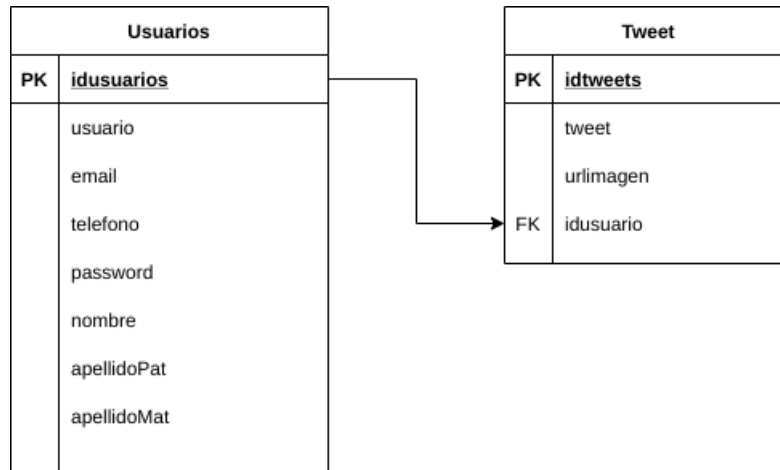 Usuarios
PK idusuarios
usuario
email
telefono
password
nombre
apellidoPat
apellidoMat
Tweet
PK idtweets
tweet
urlimagen
FK idusuario